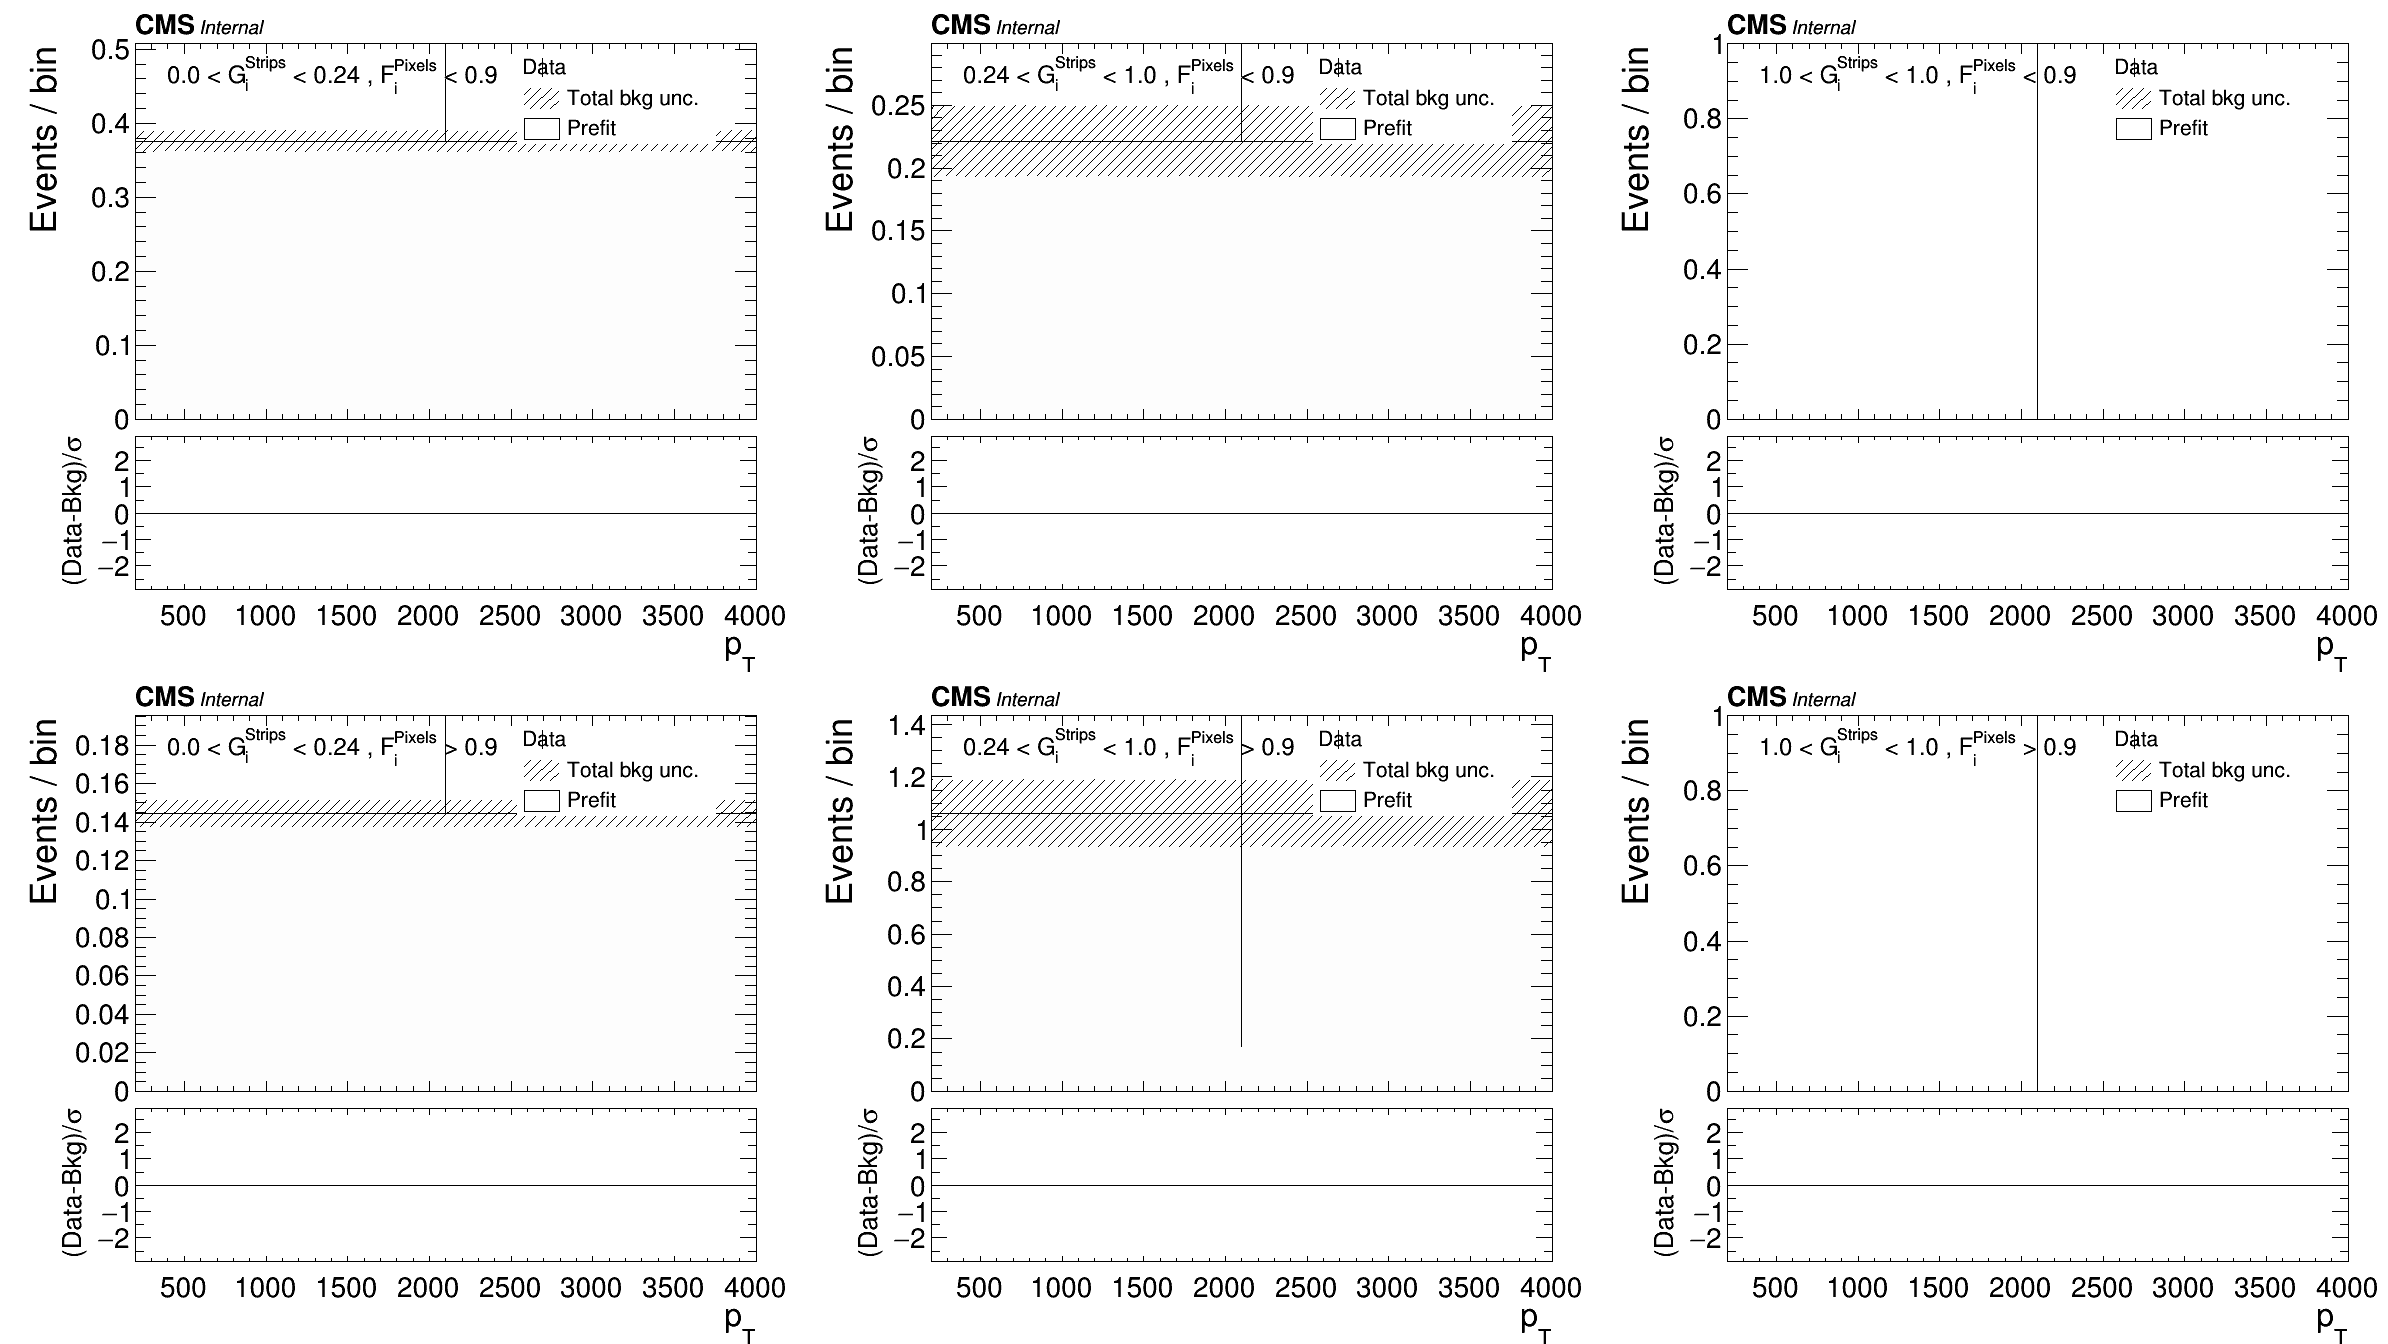 CMS Internal
Events / bin
0.5
0.4
0.3
0.2
0.1
0
0.0 < G_i^Strips < 0.24 , F_i^Pixels < 0.9
Data
Total bkg unc.
Prefit
(Data-Bkg)/σ
2
1
0
−1
−2
500 1000 1500 2000 2500 3000 3500 4000
p_T
CMS Internal
Events / bin
0.25
0.2
0.15
0.1
0.05
0
0.24 < G_i^Strips < 1.0 , F_i^Pixels < 0.9
Data
Total bkg unc.
Prefit
(Data-Bkg)/σ
2
1
0
−1
−2
500 1000 1500 2000 2500 3000 3500 4000
p_T
CMS Internal
Events / bin
1
0.8
0.6
0.4
0.2
0
1.0 < G_i^Strips < 1.0 , F_i^Pixels < 0.9
Data
Total bkg unc.
Prefit
(Data-Bkg)/σ
2
1
0
−1
−2
500 1000 1500 2000 2500 3000 3500 4000
p_T
CMS Internal
Events / bin
0.18
0.16
0.14
0.12
0.1
0.08
0.06
0.04
0.02
0
0.0 < G_i^Strips < 0.24 , F_i^Pixels > 0.9
Data
Total bkg unc.
Prefit
(Data-Bkg)/σ
2
1
0
−1
−2
500 1000 1500 2000 2500 3000 3500 4000
p_T
CMS Internal
Events / bin
1.4
1.2
1
0.8
0.6
0.4
0.2
0
0.24 < G_i^Strips < 1.0 , F_i^Pixels > 0.9
Data
Total bkg unc.
Prefit
(Data-Bkg)/σ
2
1
0
−1
−2
500 1000 1500 2000 2500 3000 3500 4000
p_T
CMS Internal
Events / bin
1
0.8
0.6
0.4
0.2
0
1.0 < G_i^Strips < 1.0 , F_i^Pixels > 0.9
Data
Total bkg unc.
Prefit
(Data-Bkg)/σ
2
1
0
−1
−2
500 1000 1500 2000 2500 3000 3500 4000
p_T